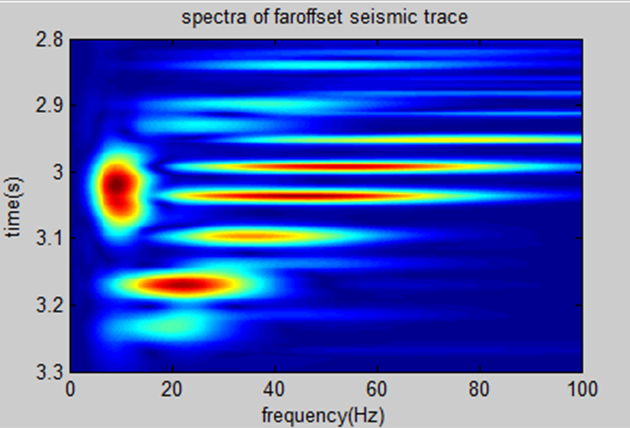 spectra of faroffset seismic trace
2.8
2.9
3
3.1
3.2
3.3
time(s)
0 20 40 60 80 100
frequency(Hz)